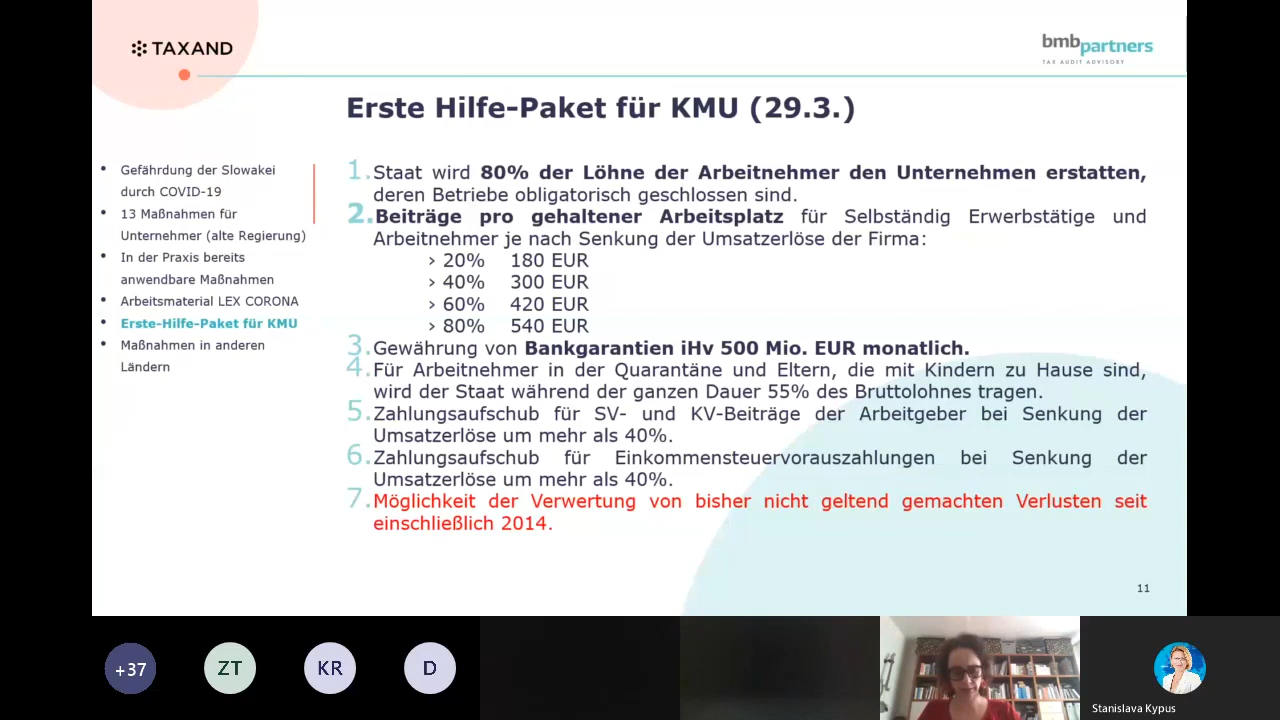 TAXAND
bmbpartners
TAX AUDIT ADVISORY
Erste Hilfe-Paket für KMU (29.3.)
• Gefährdung der Slowakei
durch COVID-19
• 13 Maßnahmen für
Unternehmer (alte Regierung)
• In der Praxis bereits
anwendbare Maßnahmen
• Arbeitsmaterial LEX CORONA
• Erste-Hilfe-Paket für KMU
• Maßnahmen in anderen
Ländern
1. Staat wird 80% der Löhne der Arbeitnehmer den Unternehmen erstatten,
deren Betriebe obligatorisch geschlossen sind.
2. Beiträge pro gehaltener Arbeitsplatz für Selbständig Erwerbstätige und
Arbeitnehmer je nach Senkung der Umsatzerlöse der Firma:
› 20% 180 EUR
› 40% 300 EUR
› 60% 420 EUR
› 80% 540 EUR
3. Gewährung von Bankgarantien iHv 500 Mio. EUR monatlich.
4. Für Arbeitnehmer in der Quarantäne und Eltern, die mit Kindern zu Hause sind,
wird der Staat während der ganzen Dauer 55% des Bruttolohnes tragen.
5. Zahlungsaufschub für SV- und KV-Beiträge der Arbeitgeber bei Senkung der
Umsatzerlöse um mehr als 40%.
6. Zahlungsaufschub für Einkommensteuervorauszahlungen bei Senkung der
Umsatzerlöse um mehr als 40%.
7. Möglichkeit der Verwertung von bisher nicht geltend gemachten Verlusten seit
einschließlich 2014.
11
+37
ZT
KR
D
Stanislava Kypus